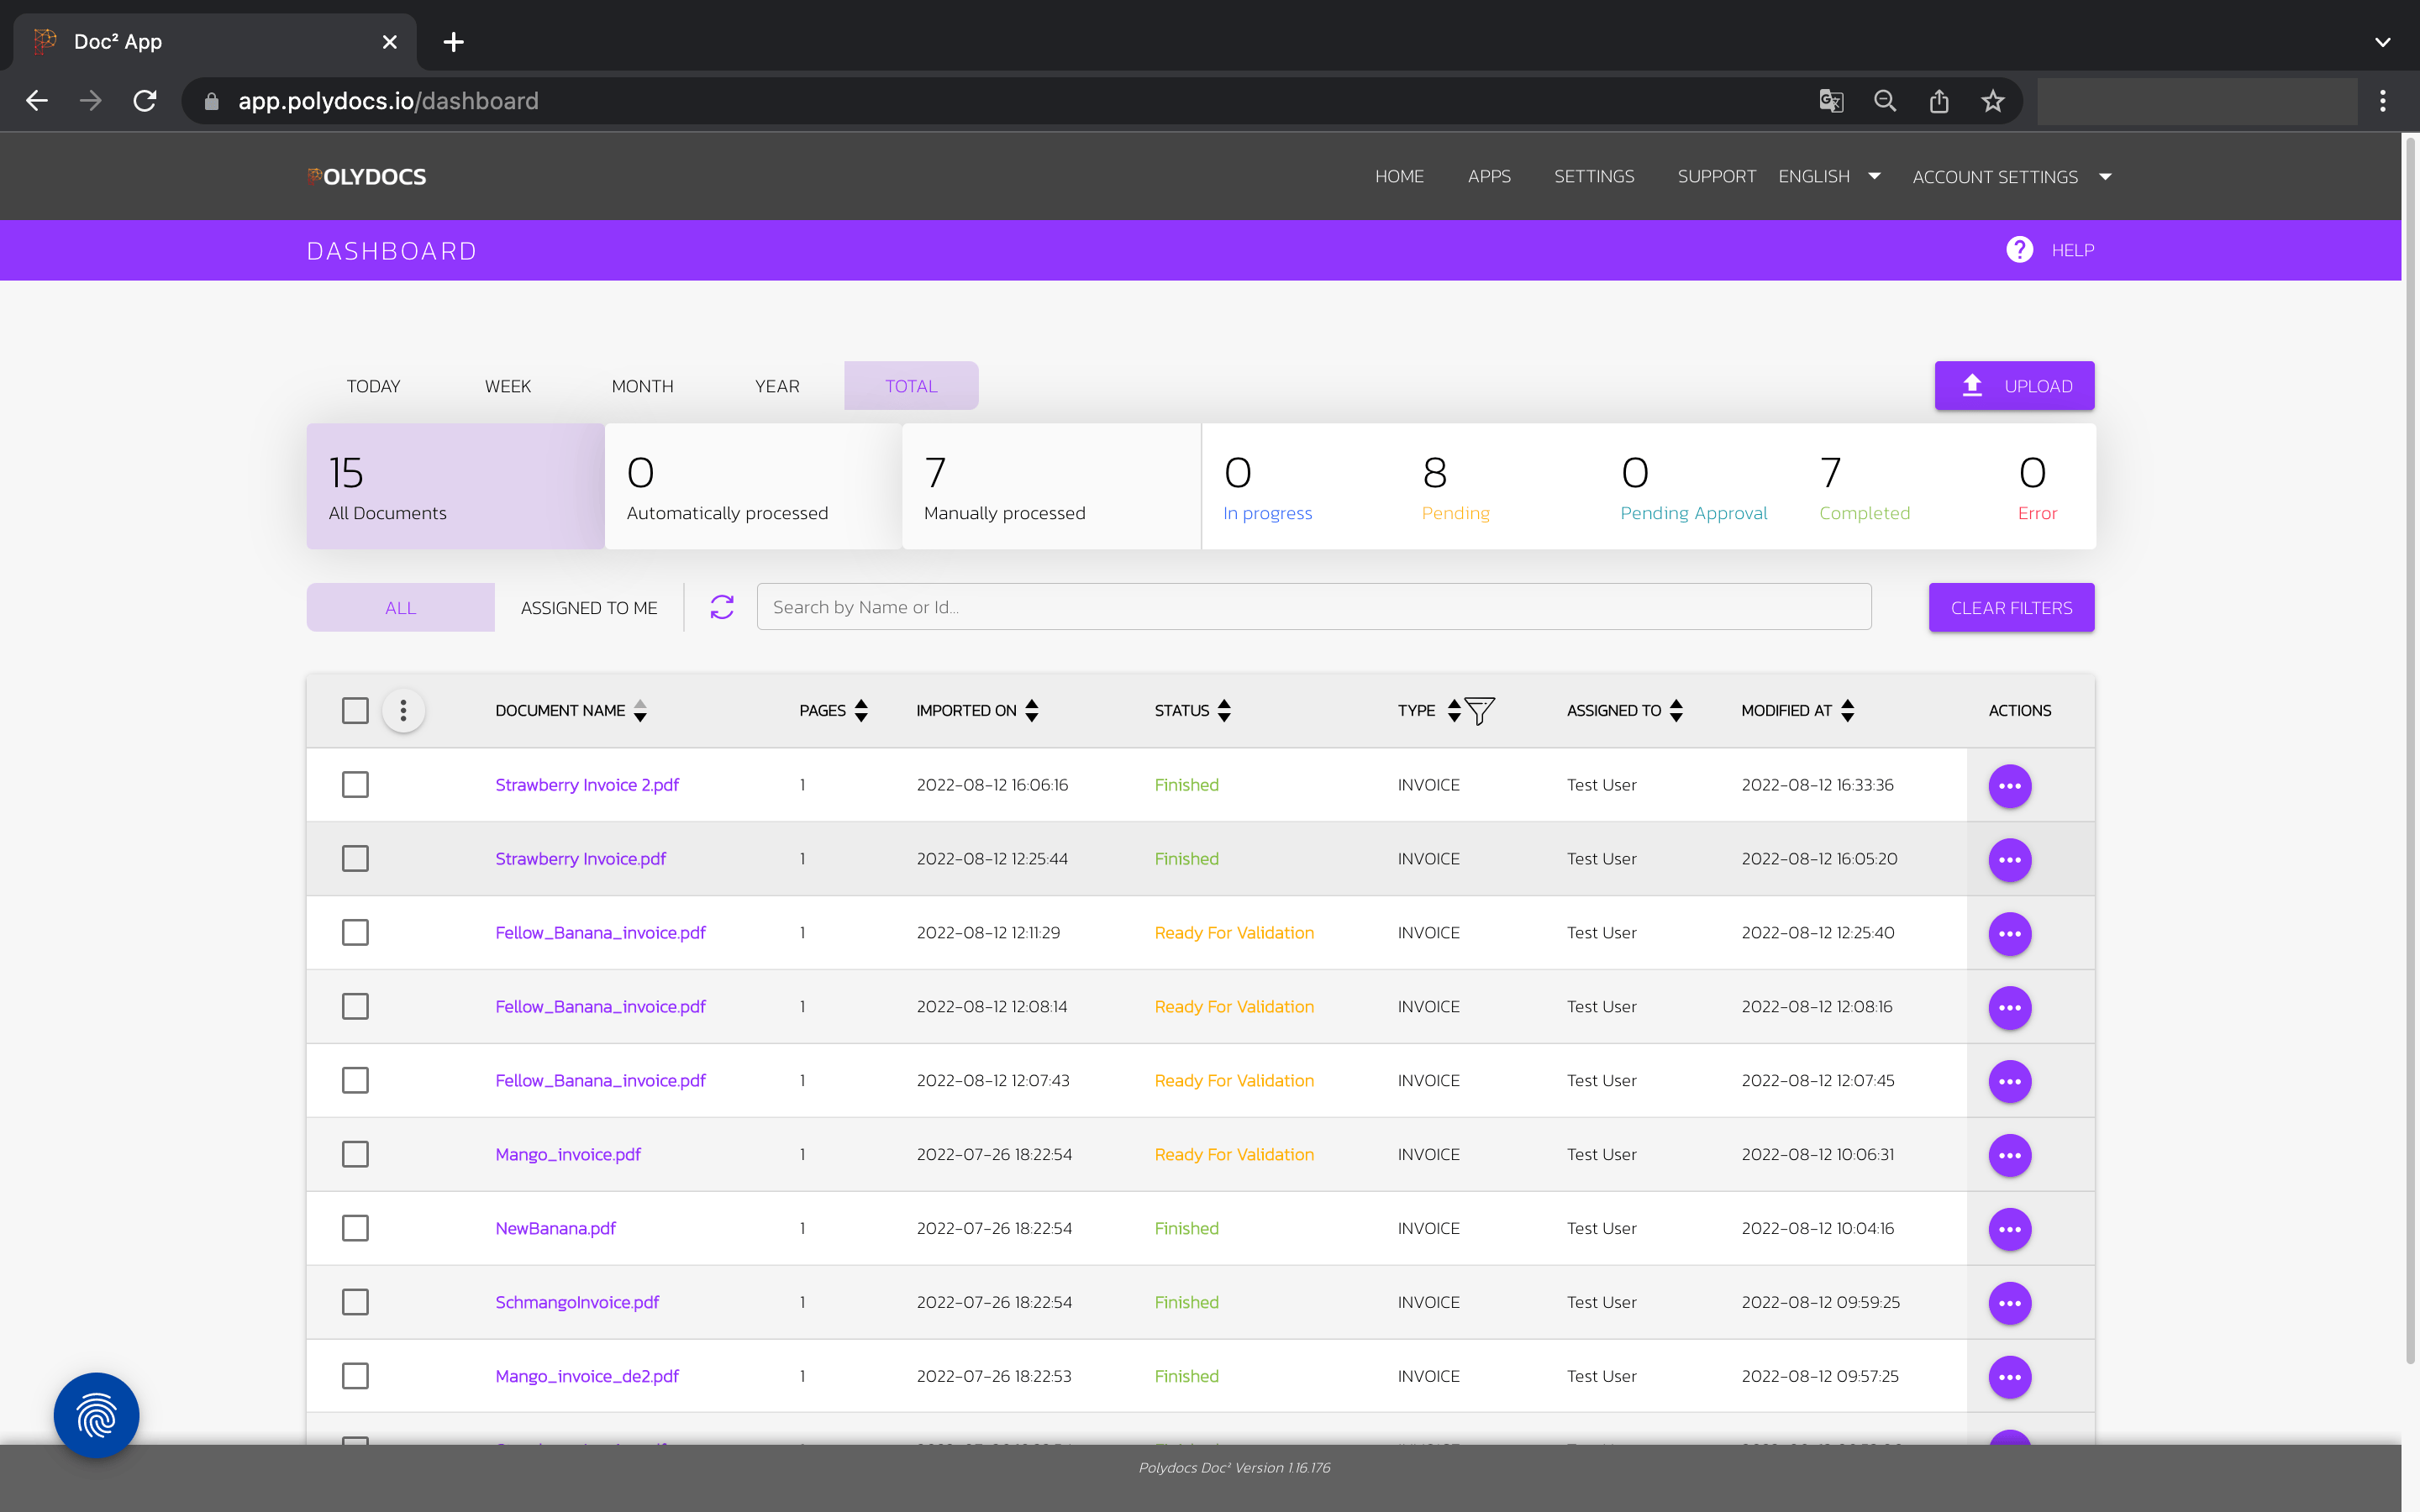 Doc² App
app.polydocs.io/dashboard
POLYDOCS
HOME APPS SETTINGS SUPPORT ENGLISH ACCOUNT SETTINGS
DASHBOARD
HELP
TODAY WEEK MONTH YEAR TOTAL
UPLOAD
15 0 7 0 8 0 7 0
All Documents Automatically processed Manually processed In progress Pending Pending Approval Completed Error
ALL ASSIGNED TO ME Search by Name or Id... CLEAR FILTERS
DOCUMENT NAME PAGES IMPORTED ON STATUS TYPE ASSIGNED TO MODIFIED AT ACTIONS
Strawberry Invoice 2.pdf 1 2022-08-12 16:06:16 Finished INVOICE Test User 2022-08-12 16:33:36
Strawberry Invoice.pdf 1 2022-08-12 12:25:44 Finished INVOICE Test User 2022-08-12 16:05:20
Fellow_Banana_invoice.pdf 1 2022-08-12 12:11:29 Ready For Validation INVOICE Test User 2022-08-12 12:25:40
Fellow_Banana_invoice.pdf 1 2022-08-12 12:08:14 Ready For Validation INVOICE Test User 2022-08-12 12:08:16
Fellow_Banana_invoice.pdf 1 2022-08-12 12:07:43 Ready For Validation INVOICE Test User 2022-08-12 12:07:45
Mango_invoice.pdf 1 2022-07-26 18:22:54 Ready For Validation INVOICE Test User 2022-08-12 10:06:31
NewBanana.pdf 1 2022-07-26 18:22:54 Finished INVOICE Test User 2022-08-12 10:04:16
SchmangoInvoice.pdf 1 2022-07-26 18:22:54 Finished INVOICE Test User 2022-08-12 09:59:25
Mango_invoice_de2.pdf 1 2022-07-26 18:22:53 Finished INVOICE Test User 2022-08-12 09:57:25
Polydocs Doc² Version 1.16.176